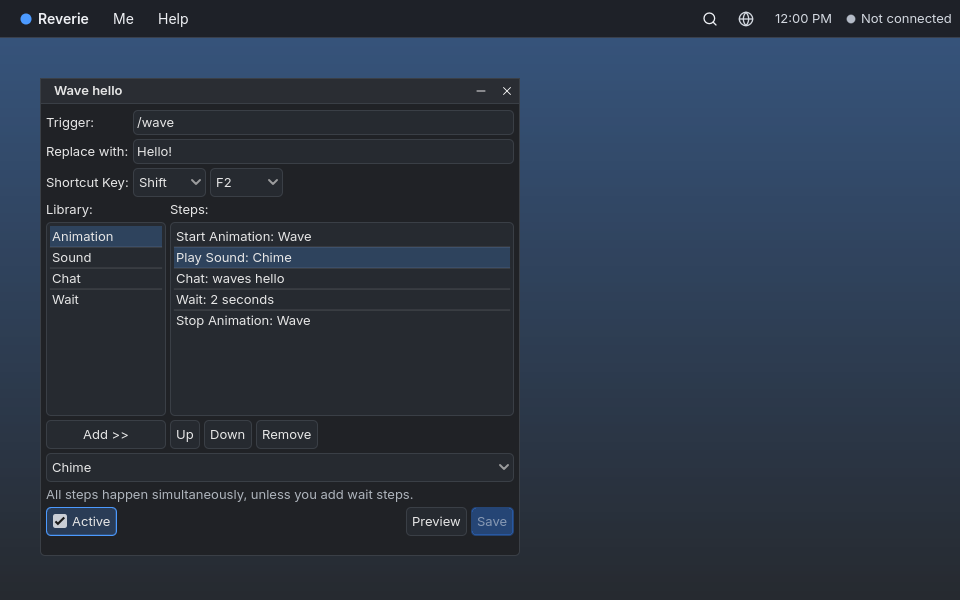 Reverie Me Help 12:00 PM Not connected
Wave hello
Trigger: /wave
Replace with: Hello!
Shortcut Key: Shift F2
Library: Steps:
Animation Start Animation: Wave
Sound Play Sound: Chime
Chat Chat: waves hello
Wait Wait: 2 seconds
Stop Animation: Wave
Add >> Up Down Remove
Chime
All steps happen simultaneously, unless you add wait steps.
Active Preview Save